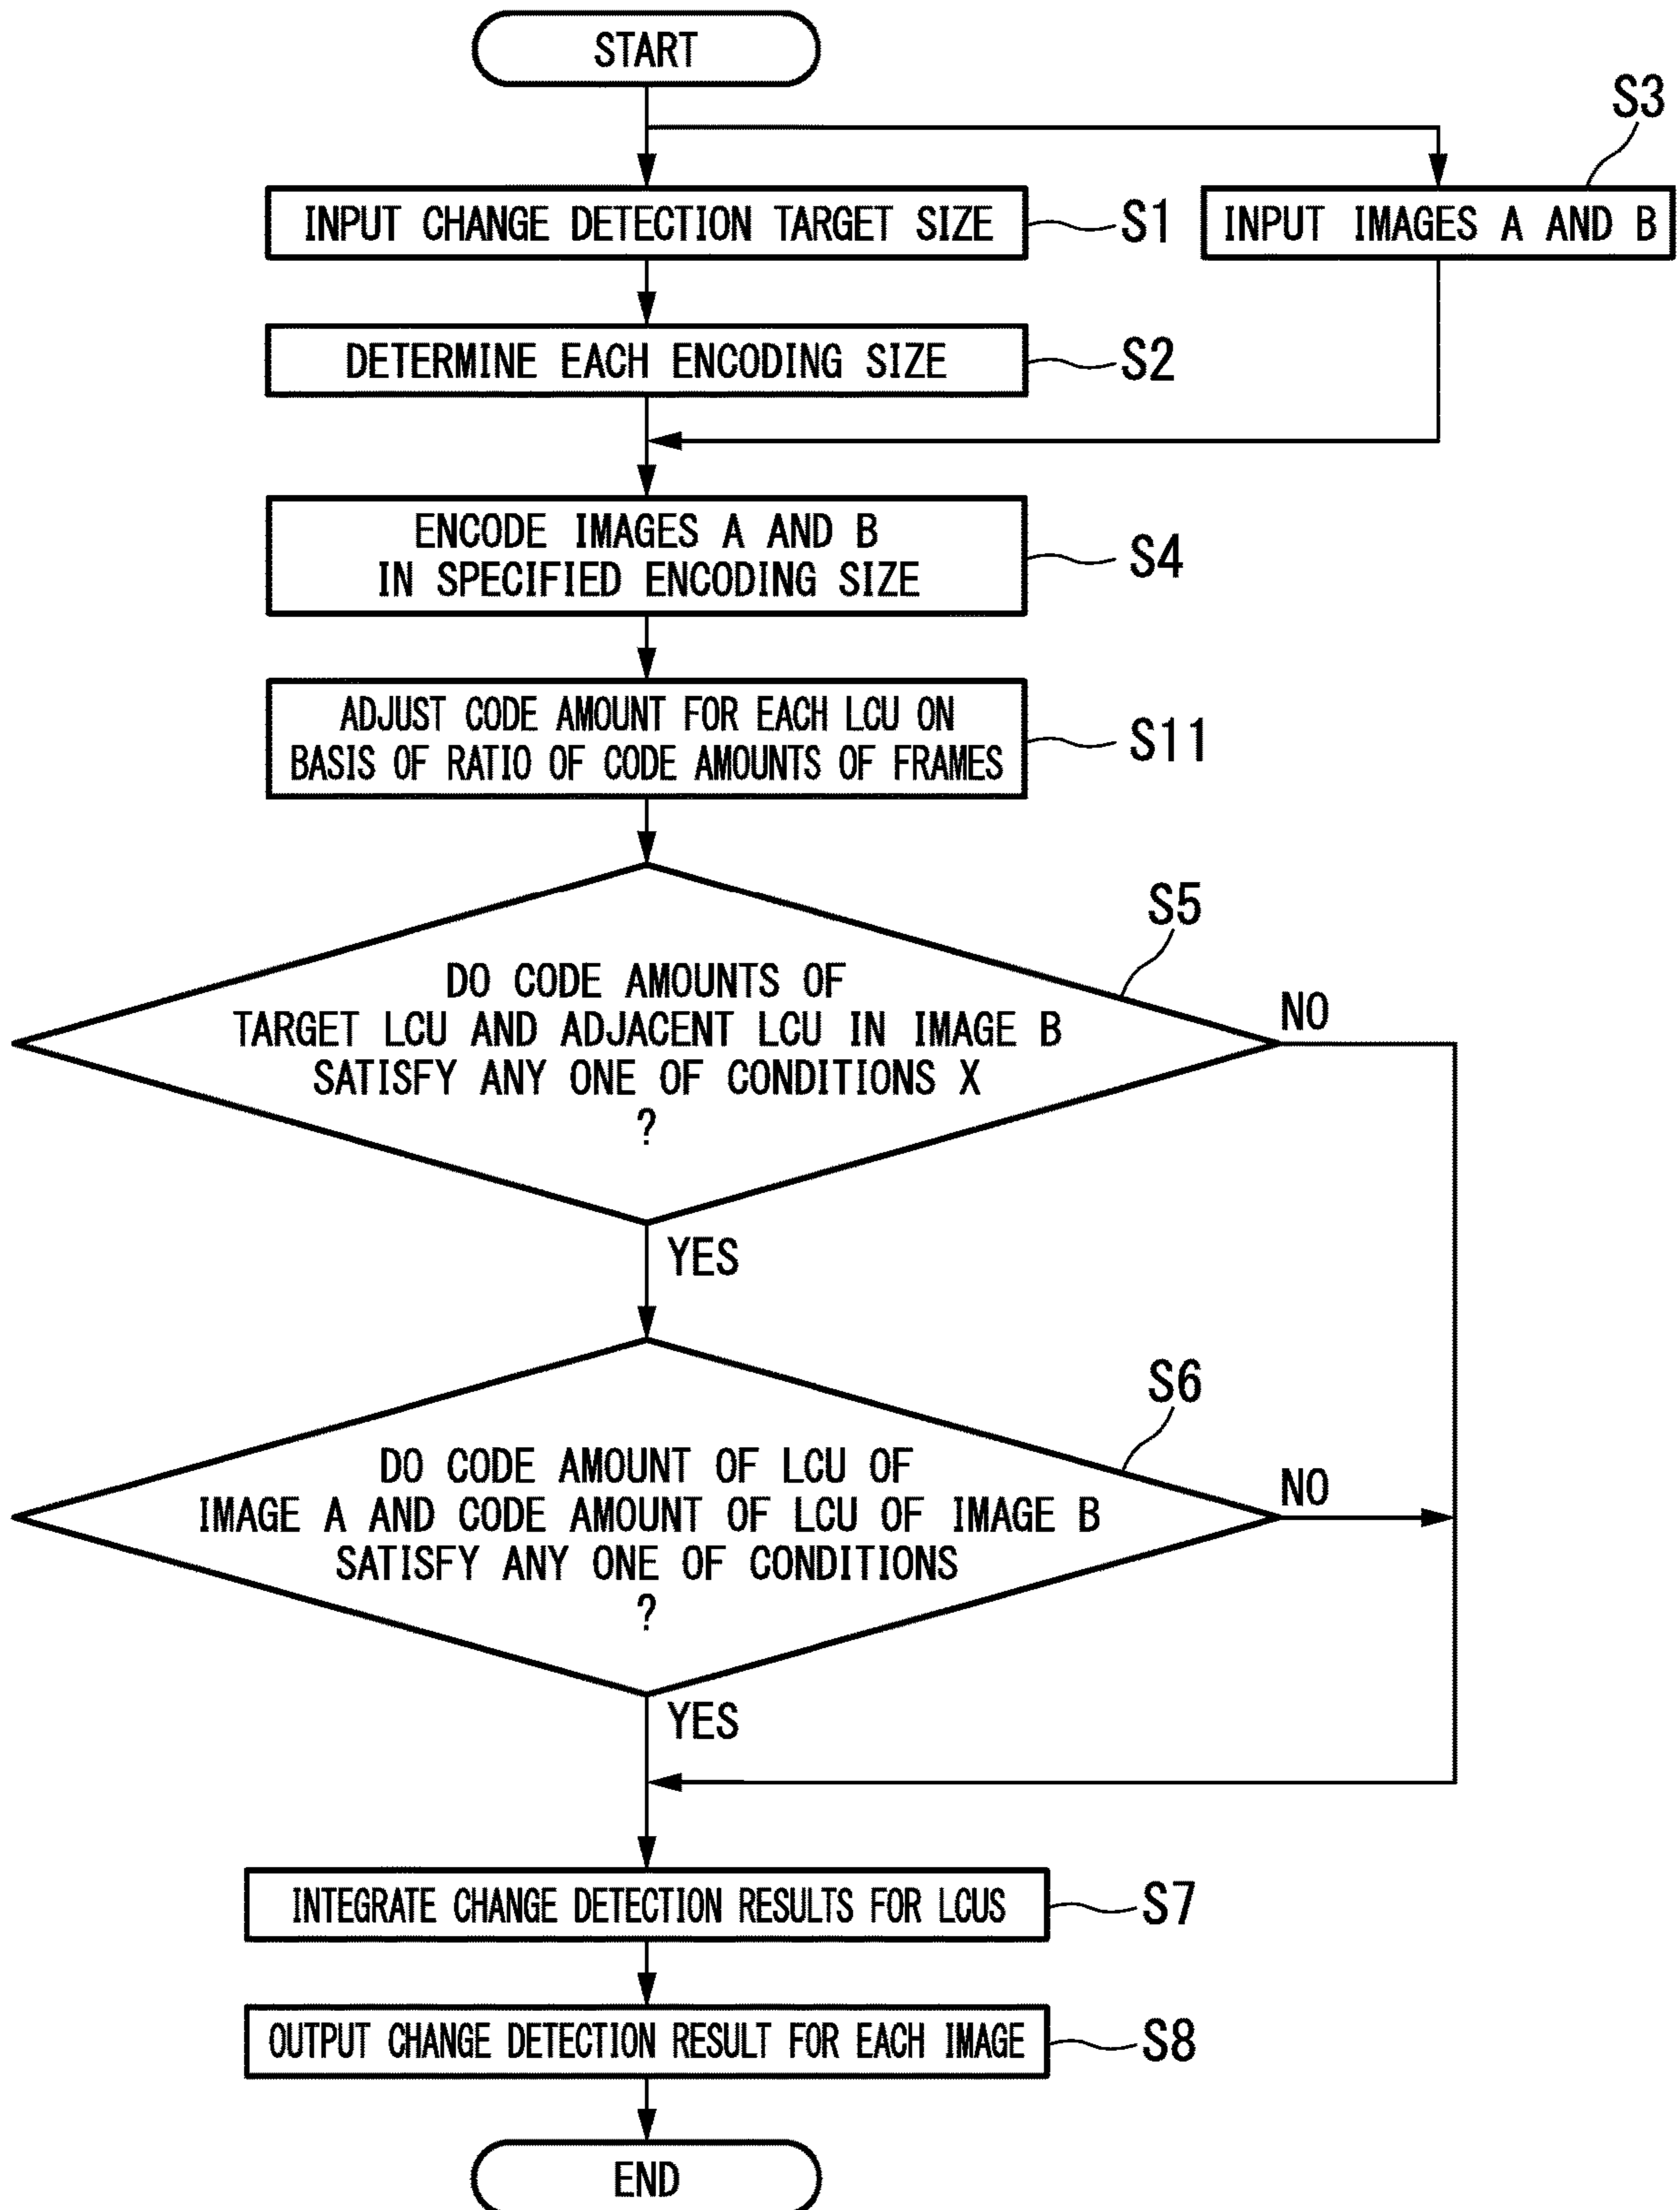 START
S3
INPUT CHANGE DETECTION TARGET SIZE
S1
INPUT IMAGES A AND B
DETERMINE EACH ENCODING SIZE
S2
ENCODE IMAGES A AND B
IN SPECIFIED ENCODING SIZE
S4
ADJUST CODE AMOUNT FOR EACH LCU ON
BASIS OF RATIO OF CODE AMOUNTS OF FRAMES
S11
S5
DO CODE AMOUNTS OF
TARGET LCU AND ADJACENT LCU IN IMAGE B
SATISFY ANY ONE OF CONDITIONS X
?
NO
YES
S6
DO CODE AMOUNT OF LCU OF
IMAGE A AND CODE AMOUNT OF LCU OF IMAGE B
SATISFY ANY ONE OF CONDITIONS
?
NO
YES
INTEGRATE CHANGE DETECTION RESULTS FOR LCUS
S7
OUTPUT CHANGE DETECTION RESULT FOR EACH IMAGE
S8
END